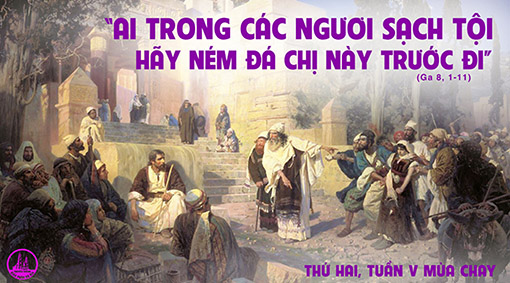 “AI TRONG CÁC NGƯƠI SẠCH TỘI
HÃY NÉM ĐÁ CHỊ NÀY TRƯỚC ĐI”
(Ga 8, 1-11)
THỨ HAI, TUẦN V MÙA CHAY